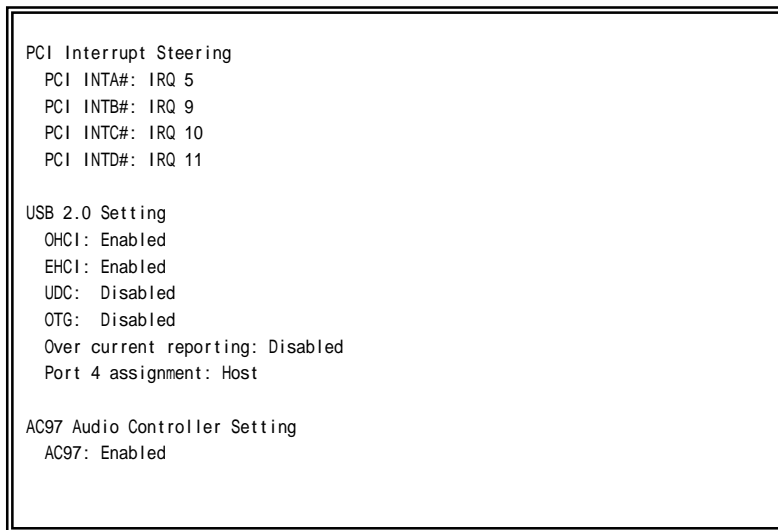 PCI Interrupt Steering
PCI INTA#: IRQ 5
PCI INTB#: IRQ 9
PCI INTC#: IRQ 10
PCI INTD#: IRQ 11
USB 2.0 Setting
OHCI: Enabled
EHCI: Enabled
UDC: Disabled
OTG: Disabled
Over current reporting: Disabled
Port 4 assignment: Host
AC97 Audio Controller Setting
AC97: Enabled